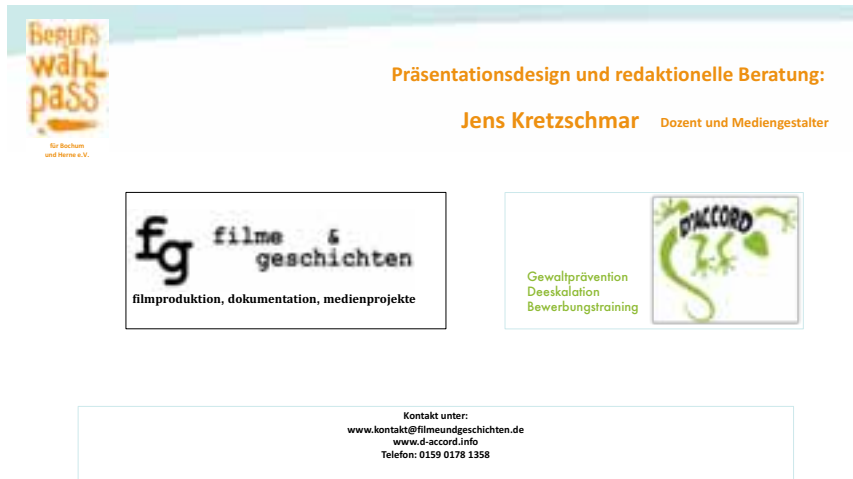 Berufs
wahL
pass
für Bochum
und Herne e.V.
Präsentationsdesign und redaktionelle Beratung:
Jens Kretzschmar Dozent und Mediengestalter
fg filme &
geschichten
filmproduktion, dokumentation, medienprojekte
D'ACCORD
Gewaltprävention
Deeskalation
Bewerbungstraining
Kontakt unter:
www.kontakt@filmeundgeschichten.de
www.d-accord.info
Telefon: 0159 0178 1358